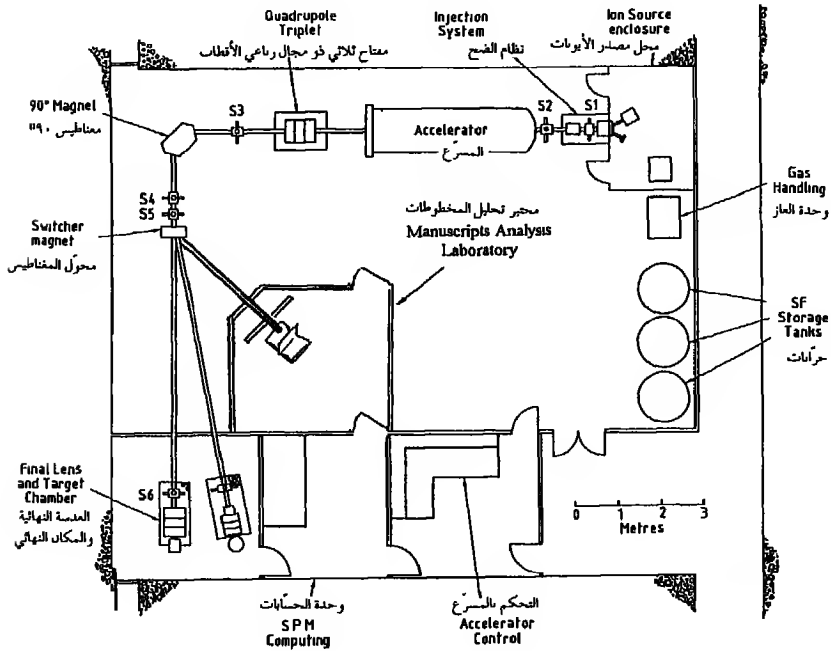 Quadrupole
Triplet
مفتاح ثلاثي ذو مجال رباعي الأقطاب
Injection
System
نظام الضخ
Ion Source
enclosure
محل مصدر الأيونات
90° Magnet
مغناطيس ٩٠°
S3
S2
S1
Accelerator
المسرّع
S4
S5
Switcher
magnet
محوّل المغناطيس
مختبر تحليل المخطوطات
Manuscripts Analysis
Laboratory
Gas
Handling
وحدة الغاز
SF
Storage
Tanks
خزّانات
Final Lens
and Target
Chamber
العدسة النهائية
والمكان النهائي
S6
0 1 2 3
Metres
وحدة الحسّابات
SPM
Computing
التحكم بالمسرّع
Accelerator
Control